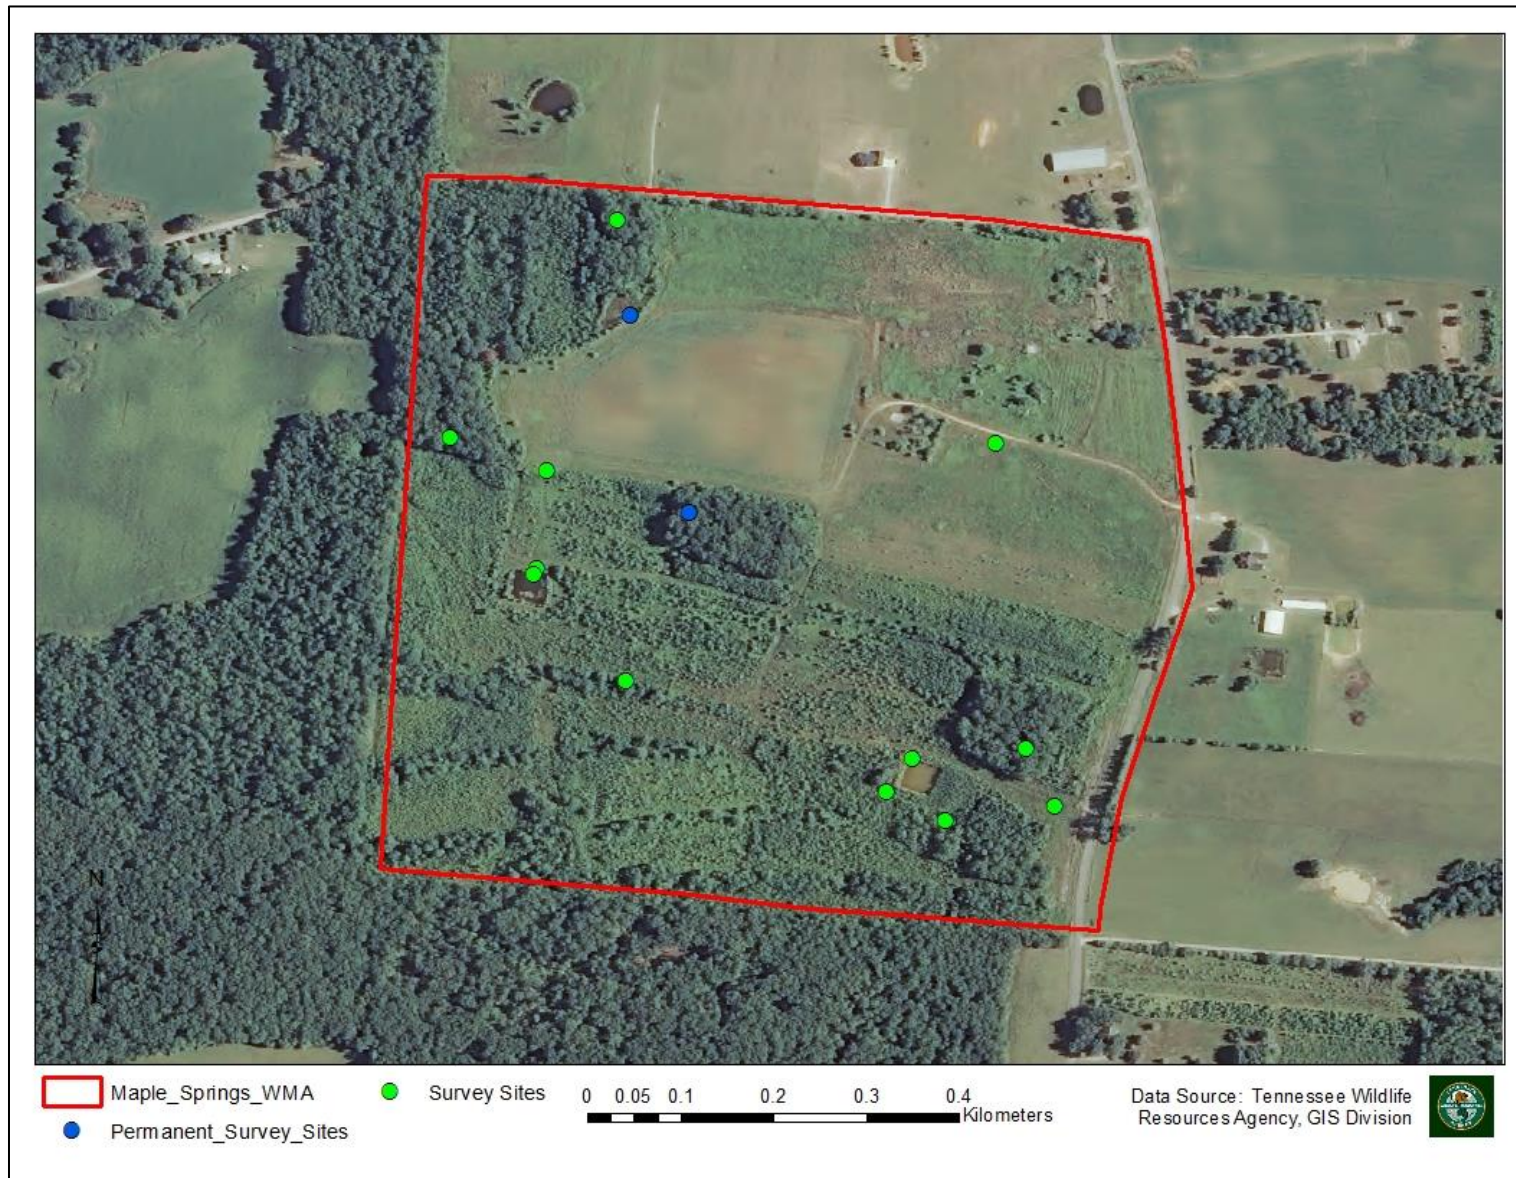 N
S
Maple_Springs_WMA
Survey Sites
Permanent_Survey_Sites
0 0.05 0.1 0.2 0.3 0.4
Kilometers
Data Source: Tennessee Wildlife
Resources Agency, GIS Division